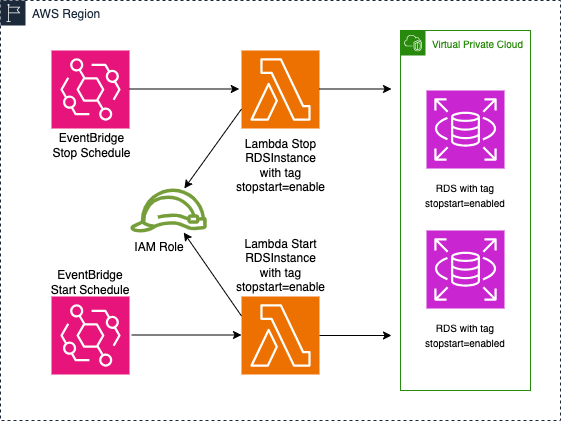 AWS Region
Virtual Private Cloud
EventBridge
Stop Schedule
Lambda Stop
RDSInstance
with tag
stopstart=enable
RDS with tag
stopstart=enabled
IAM Role
Lambda Start
RDSInstance
with tag
stopstart=enable
EventBridge
Start Schedule
RDS with tag
stopstart=enabled